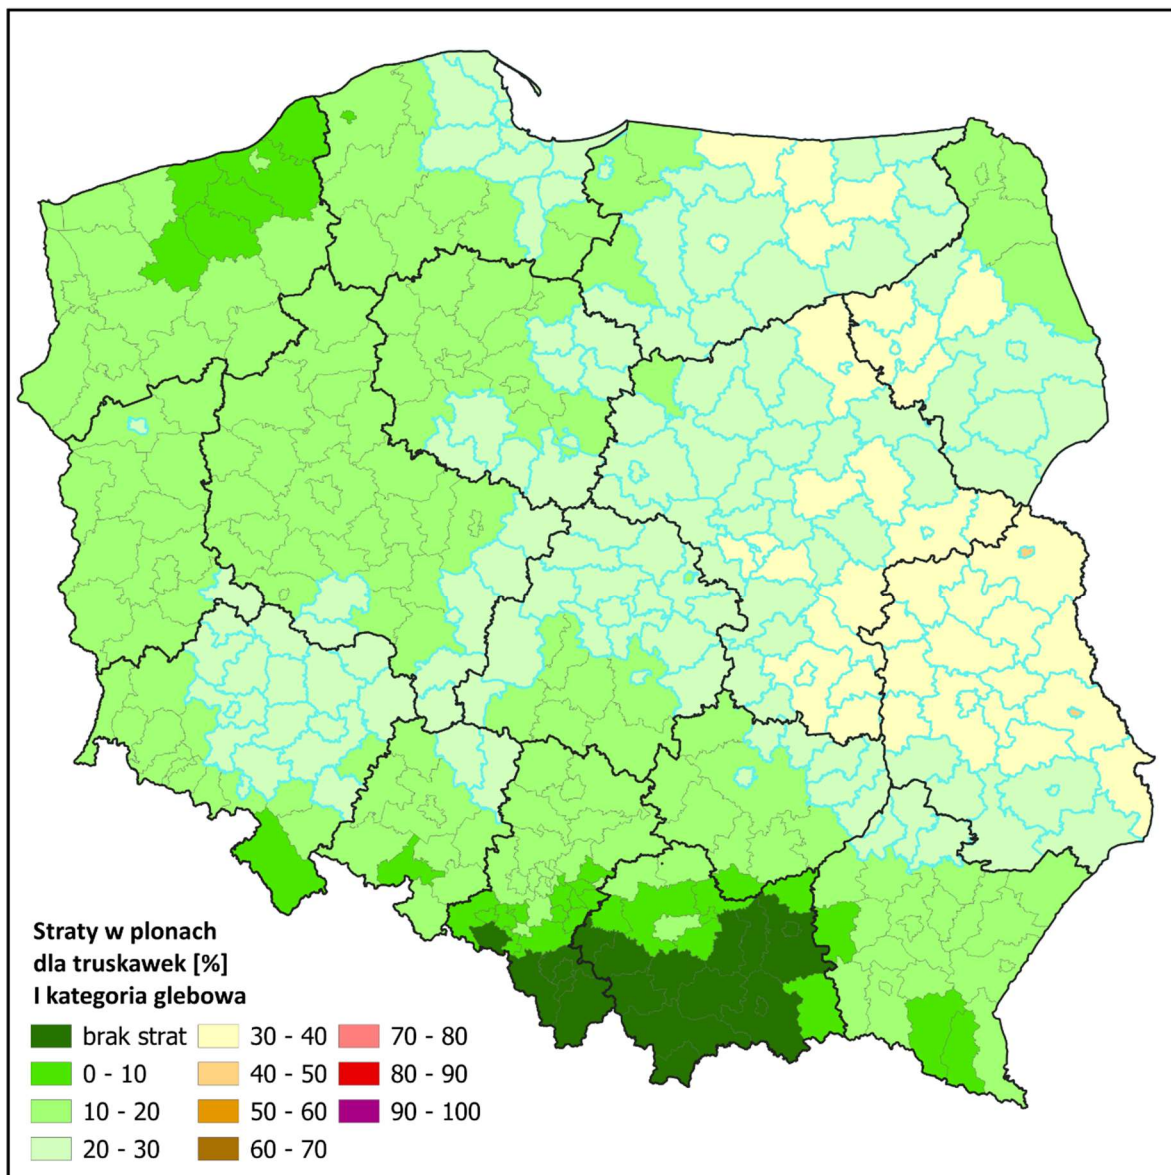 Straty w plonach
dla truskawek [%]
I kategoria glebowa
brak strat
0 - 10
10 - 20
20 - 30
30 - 40
40 - 50
50 - 60
60 - 70
70 - 80
80 - 90
90 - 100